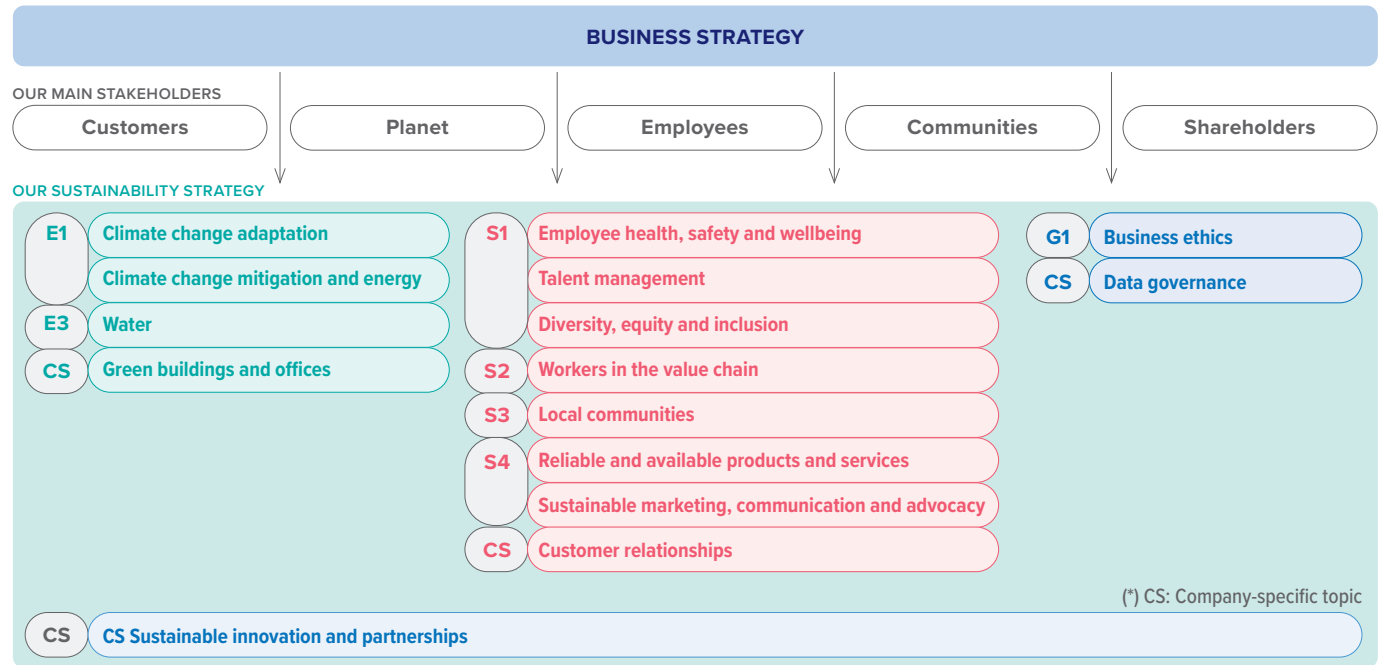 BUSINESS STRATEGY
OUR MAIN STAKEHOLDERS
Customers
Planet
Employees
Communities
Shareholders
OUR SUSTAINABILITY STRATEGY
E1
Climate change adaptation
Climate change mitigation and energy
E3
Water
CS
Green buildings and offices
S1
Employee health, safety and wellbeing
Talent management
Diversity, equity and inclusion
S2
Workers in the value chain
S3
Local communities
S4
Reliable and available products and services
Sustainable marketing, communication and advocacy
CS
Customer relationships
G1
Business ethics
CS
Data governance
(*) CS: Company-specific topic
CS
CS Sustainable innovation and partnerships